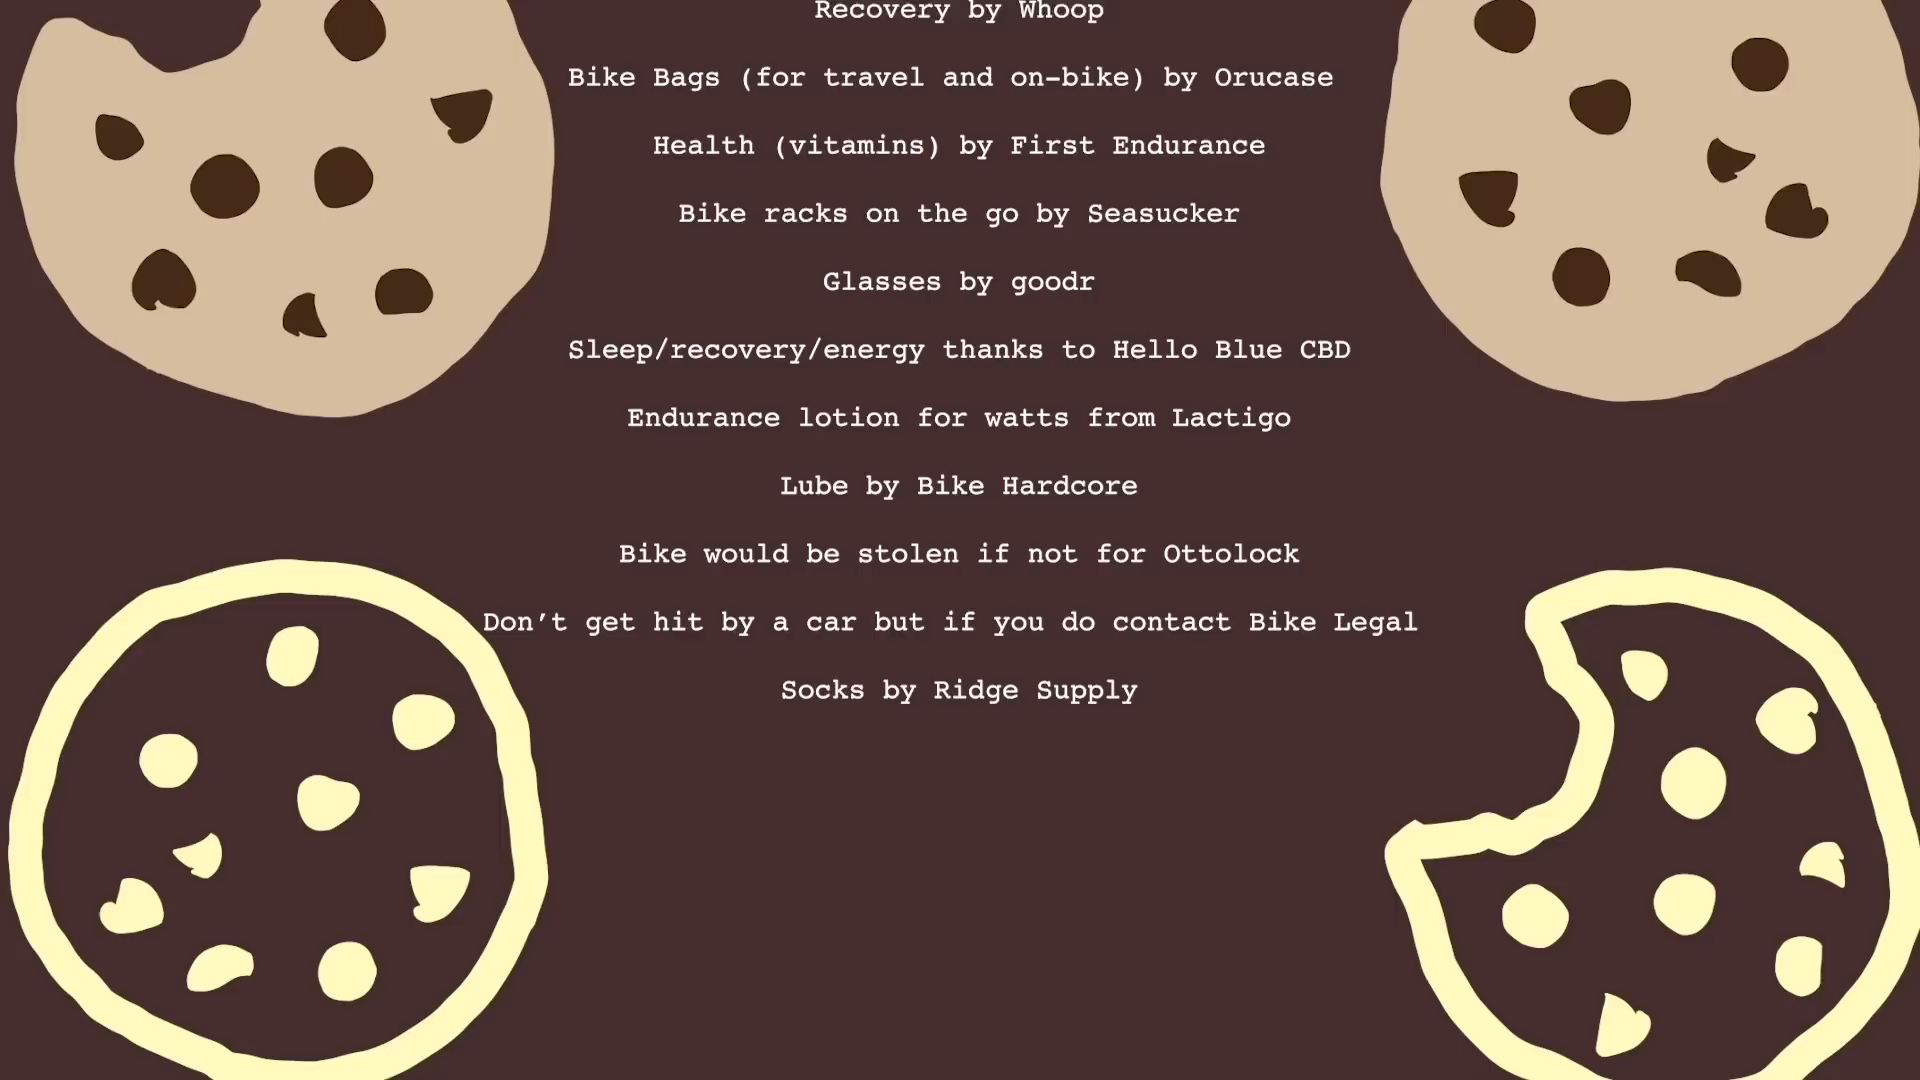 Recovery by Whoop
Bike Bags (for travel and on-bike) by Orucase
Health (vitamins) by First Endurance
Bike racks on the go by Seasucker
Glasses by goodr
Sleep/recovery/energy thanks to Hello Blue CBD
Endurance lotion for watts from Lactigo
Lube by Bike Hardcore
Bike would be stolen if not for Ottolock
Don’t get hit by a car but if you do contact Bike Legal
Socks by Ridge Supply